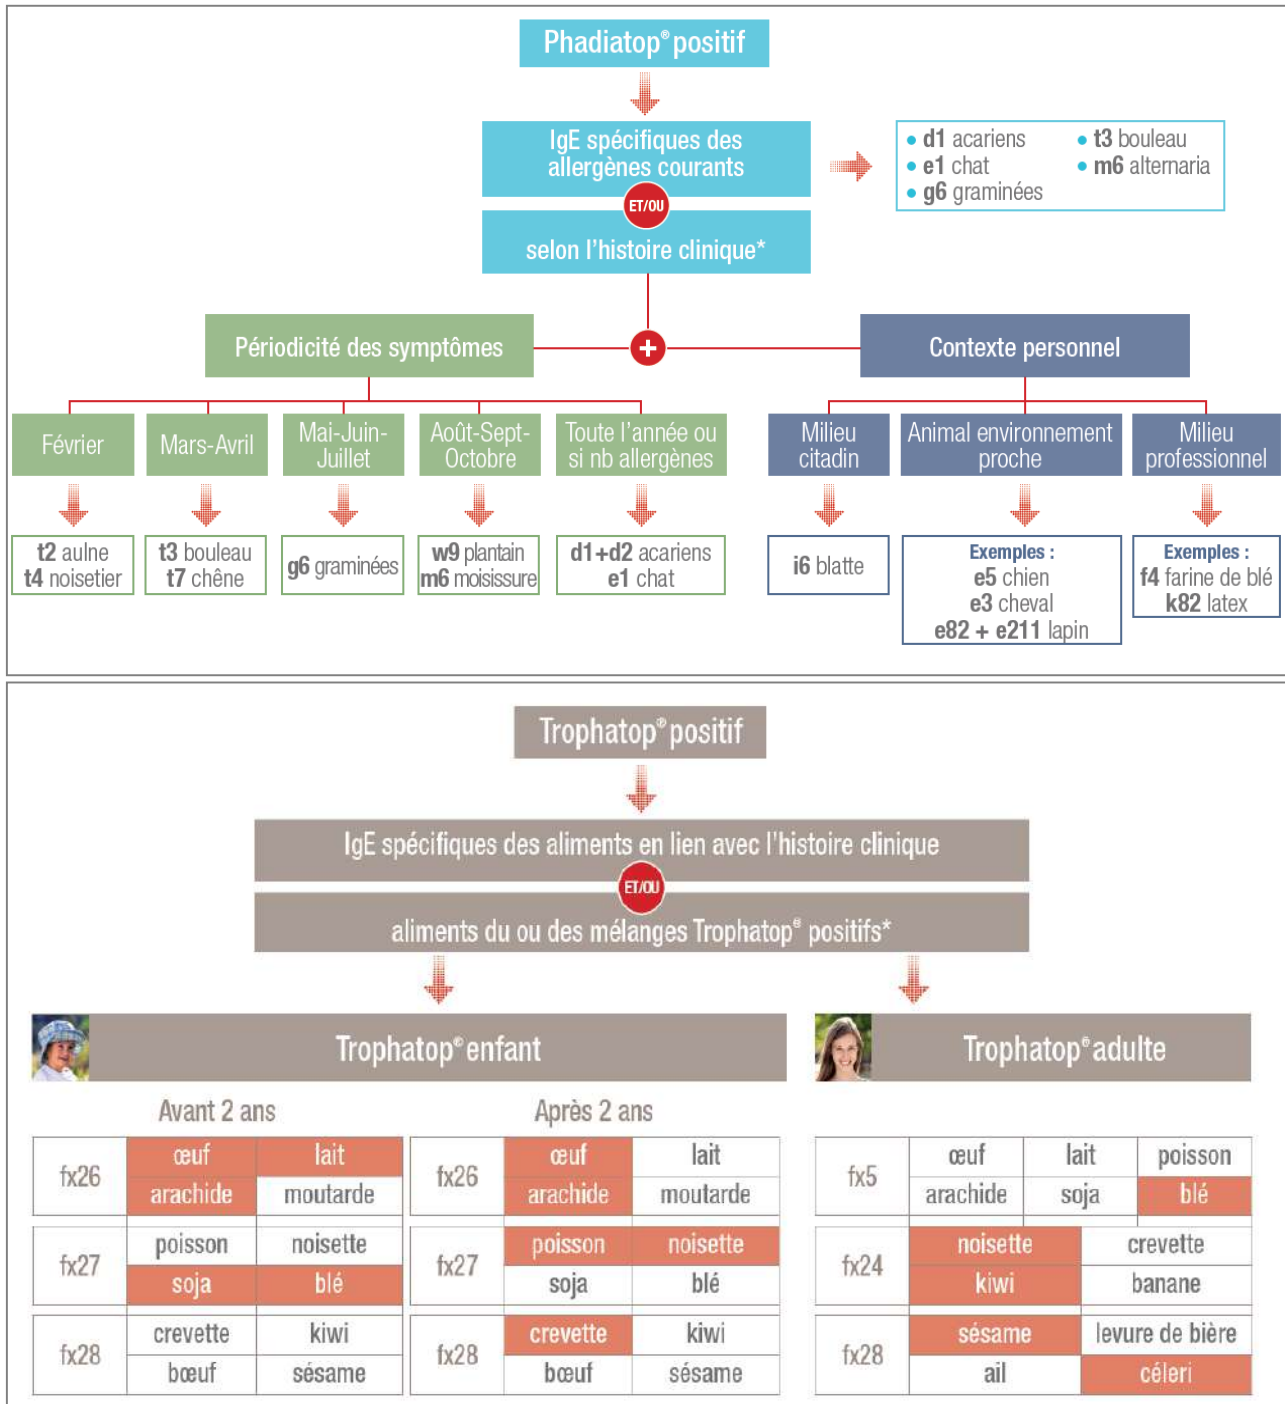 Phadiatop® positif
IgE spécifiques des
allergènes courants
ET/OU
selon l'histoire clinique*
• d1 acariens
• e1 chat
• g6 graminées
• t3 bouleau
• m6 alternaria
Périodicité des symptômes
+
Contexte personnel
Février
Mars-Avril
Mai-Juin-
Juillet
Août-Sept-
Octobre
Toute l'année ou
si nb allergènes
Milieu
citadin
Animal environnement
proche
Milieu
professionnel
t2 aulne
t4 noisetier
t3 bouleau
t7 chêne
g6 graminées
w9 plantain
m6 moisissure
d1+d2 acariens
e1 chat
i6 blatte
Exemples :
e5 chien
e3 cheval
e82 + e211 lapin
Exemples :
f4 farine de blé
k82 latex
Trophatop® positif
IgE spécifiques des aliments en lien avec l'histoire clinique
ET/OU
aliments du ou des mélanges Trophatop® positifs*
Trophatop® enfant
Avant 2 ans
fx26
œuf
lait
arachide
moutarde
fx27
poisson
noisette
soja
blé
fx28
crevette
kiwi
bœuf
sésame
Après 2 ans
fx26
œuf
lait
arachide
moutarde
fx27
poisson
noisette
soja
blé
fx28
crevette
kiwi
bœuf
sésame
Trophatop® adulte
fx5
œuf
lait
poisson
arachide
soja
blé
fx24
noisette
crevette
kiwi
banane
fx28
sésame
levure de bière
ail
céleri